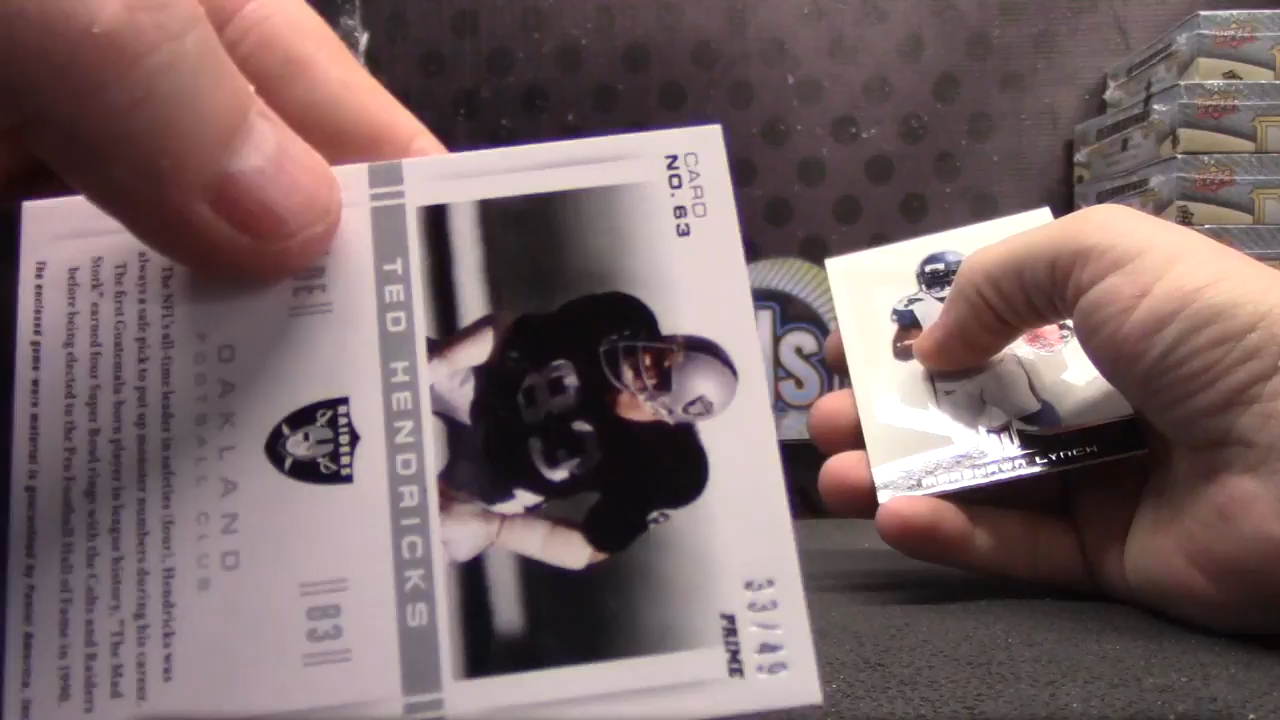 CARD
NO. 63
33/49
PRIME
TED HENDRICKS
DE
83
OAKLAND
FOOTBALL CLUB
RAIDERS
The NFL's all-time leader in safeties (four), Hendricks was
always a safe pick to put up monster numbers during his career.
The first Guatemala-born player in league history, "The Mad
Stork" earned four Super Bowl rings with the Colts and Raiders
before being elected to the Pro Football Hall of Fame in 1990.
The enclosed game-worn material is guaranteed by Panini America, Inc
MARSHAWN LYNCH